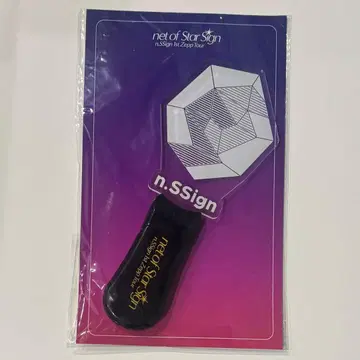 net of Star Sign
n.SSign 1st Zepp Tour
n.SSign
net of Star Sign
n.SSign 1st Zepp Tour